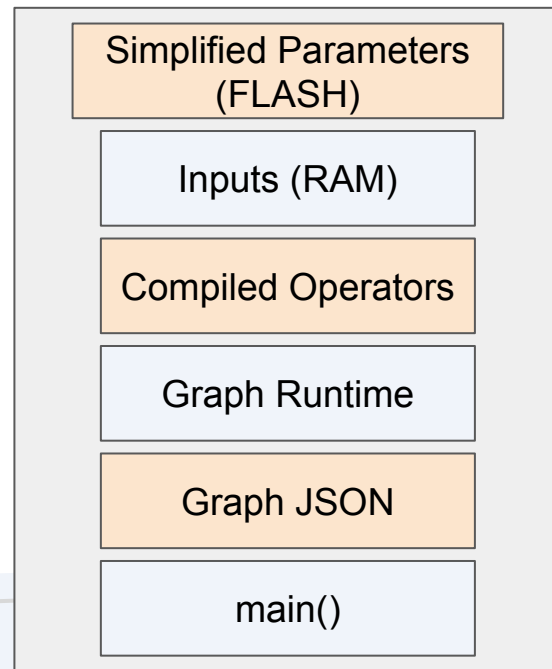 Simplified Parameters
(FLASH)
Inputs (RAM)
Compiled Operators
Graph Runtime
Graph JSON
main()